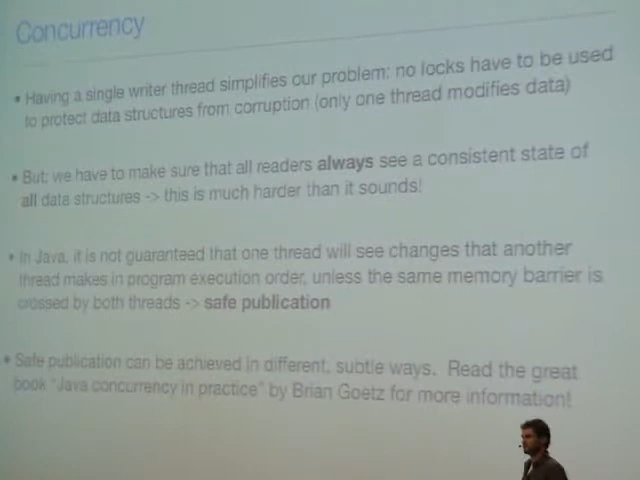 Concurrency
• Having a single writer thread simplifies our problem: no locks have to be used
to protect data structures from corruption (only one thread modifies data)
• But: we have to make sure that all readers always see a consistent state of
all data structures -> this is much harder than it sounds!
• In Java, it is not guaranteed that one thread will see changes that another
thread makes in program execution order, unless the same memory barrier is
crossed by both threads -> safe publication
• Safe publication can be achieved in different, subtle ways. Read the great
book "Java concurrency in practice" by Brian Goetz for more information!